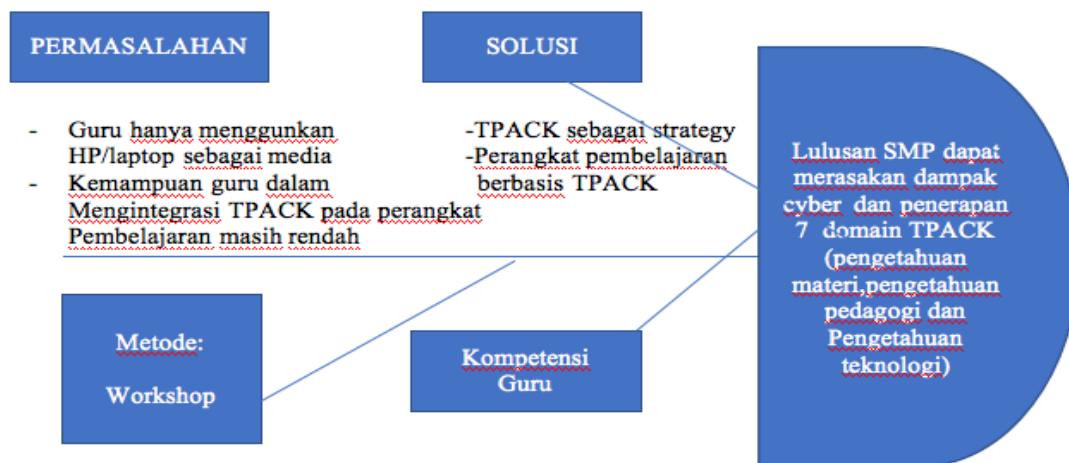 PERMASALAHAN
SOLUSI
- Guru hanya menggunkan
HP/laptop sebagai media
- Kemampuan guru dalam
Mengintegrasi TPACK pada perangkat
Pembelajaran masih rendah
-TPACK sebagai strategy
-Perangkat pembelajaran
berbasis TPACK
Lulusan SMP dapat
merasakan dampak
cyber dan penerapan
7 domain TPACK
(pengetahuan
materi,pengetahuan
pedagogi dan
Pengetahuan
teknologi)
Metode:
Workshop
Kompetensi
Guru